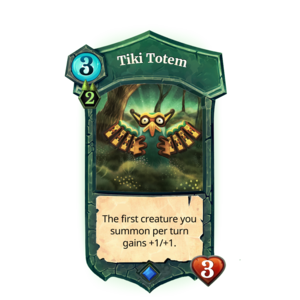 Tiki Totem
3
2
The first creature you
summon per turn
gains +1/+1.
3